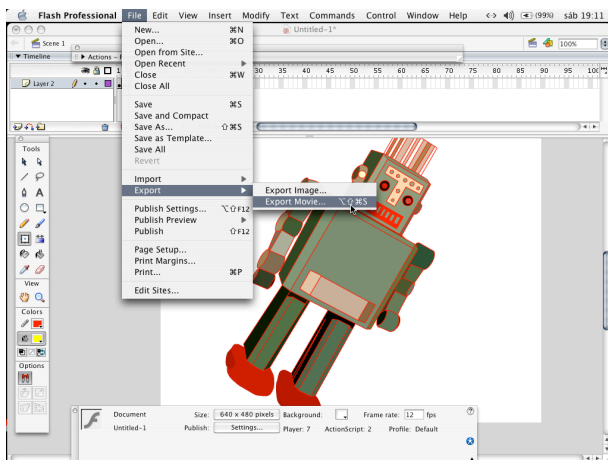 Flash Professional File Edit View Insert Modify Text Commands Control Window Help (99%) sáb 19:11
Untitled-1*
Scene 1
100%
Timeline
Actions - F
30 35 40 45 50 55 60 65 70 75 80 85 90 95 100
Layer 2
New... ⌘N
Open... ⌘O
Open from Site...
Open Recent
Close ⌘W
Close All
Save ⌘S
Save and Compact
Save As... ⇧⌘S
Save as Template...
Save All
Revert
Import
Export
Export Image...
Export Movie... ⌥⇧⌘S
Publish Settings... ⌥⇧F12
Publish Preview
Publish ⇧F12
Page Setup...
Print Margins...
Print... ⌘P
Edit Sites...
Tools
A
View
Colors
Options
Document
Untitled-1
Size: 640 x 480 pixels Background: Frame rate: 12 fps
Publish: Settings... Player: 7 ActionScript: 2 Profile: Default